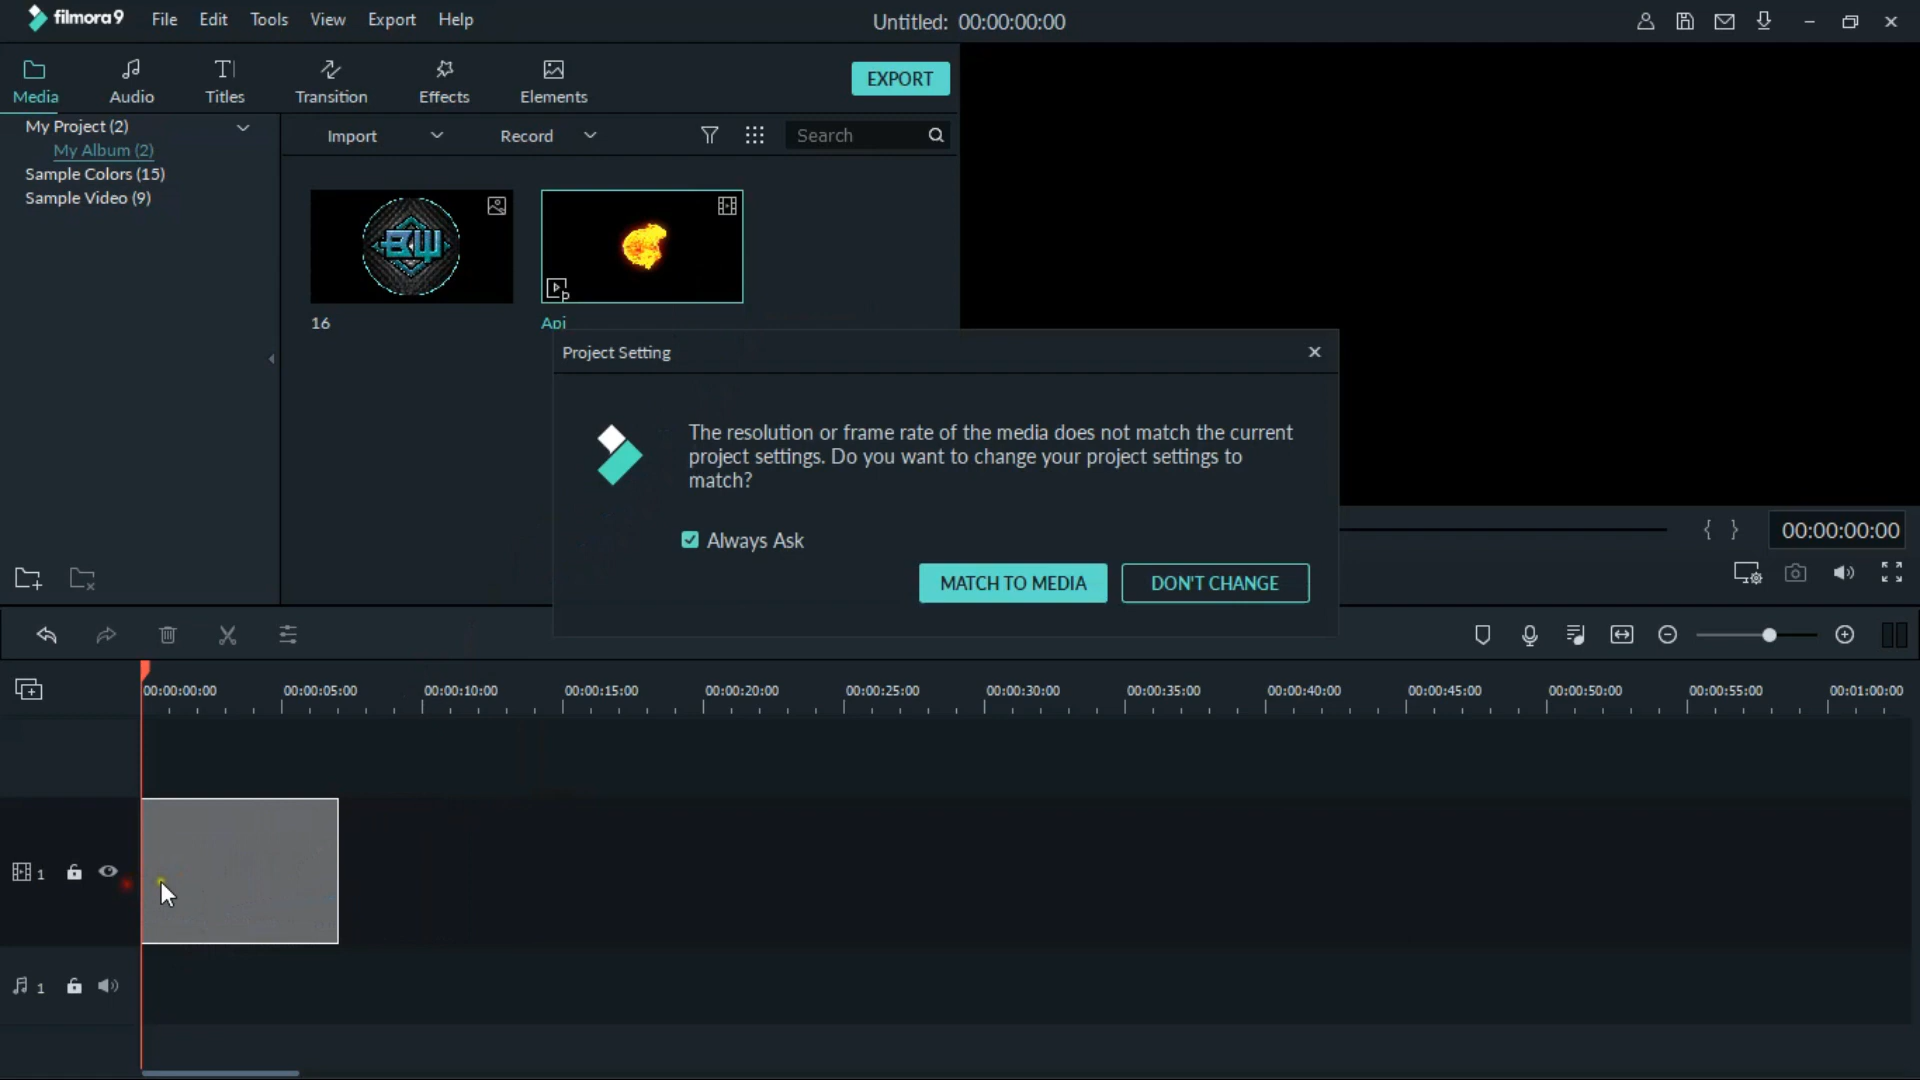 filmora9 File Edit Tools View Export Help Untitled: 00:00:00:00
Media Audio Titles Transition Effects Elements EXPORT
My Project (2) Import Record Search
My Album (2)
Sample Colors (15)
Sample Video (9)
BW
16 Api
Project Setting
The resolution or frame rate of the media does not match the current
project settings. Do you want to change your project settings to
match?
Always Ask
MATCH TO MEDIA DON'T CHANGE
{ } 00:00:00:00
00:00:00:00 00:00:05:00 00:00:10:00 00:00:15:00 00:00:20:00 00:00:25:00 00:00:30:00 00:00:35:00 00:00:40:00 00:00:45:00 00:00:50:00 00:00:55:00 00:01:00:00
1
1